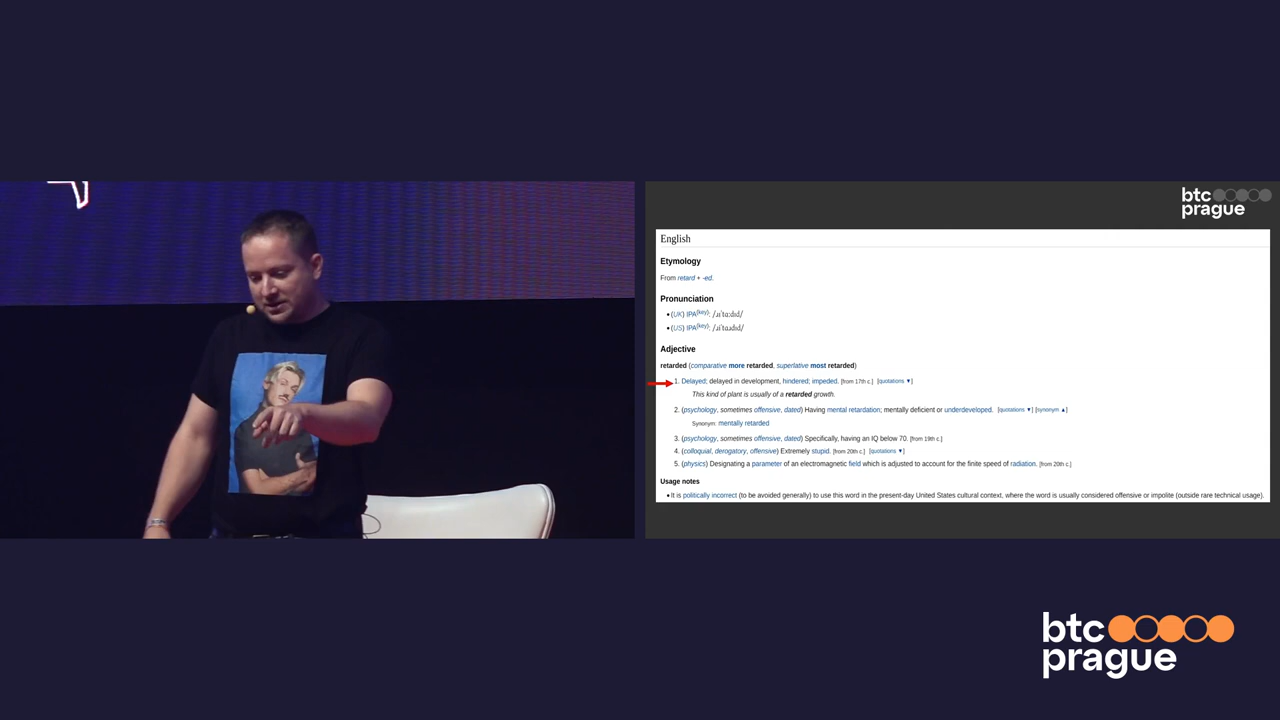 btc
prague
English
Etymology
From retard + -ed.
Pronunciation
• (UK) IPA(key): /ɹɪˈtɑːdɪd/
• (US) IPA(key): /ɹɪˈtɑɹdɪd/
Adjective
retarded (comparative more retarded, superlative most retarded)
1. Delayed; delayed in development, hindered; impeded. [from 17th c.] [quotations ▼]
This kind of plant is usually of a retarded growth.
2. (psychology, sometimes offensive, dated) Having mental retardation; mentally deficient or underdeveloped. [quotations ▼] [synonym ▲]
Synonym: mentally retarded
3. (psychology, sometimes offensive, dated) Specifically, having an IQ below 70. [from 19th c.]
4. (colloquial, derogatory, offensive) Extremely stupid. [from 20th c.] [quotations ▼]
5. (physics) Designating a parameter of an electromagnetic field which is adjusted to account for the finite speed of radiation. [from 20th c.]
Usage notes
• It is politically incorrect (to be avoided generally) to use this word in the present-day United States cultural context, where the word is usually considered offensive or impolite (outside rare technical usage).
btc
prague